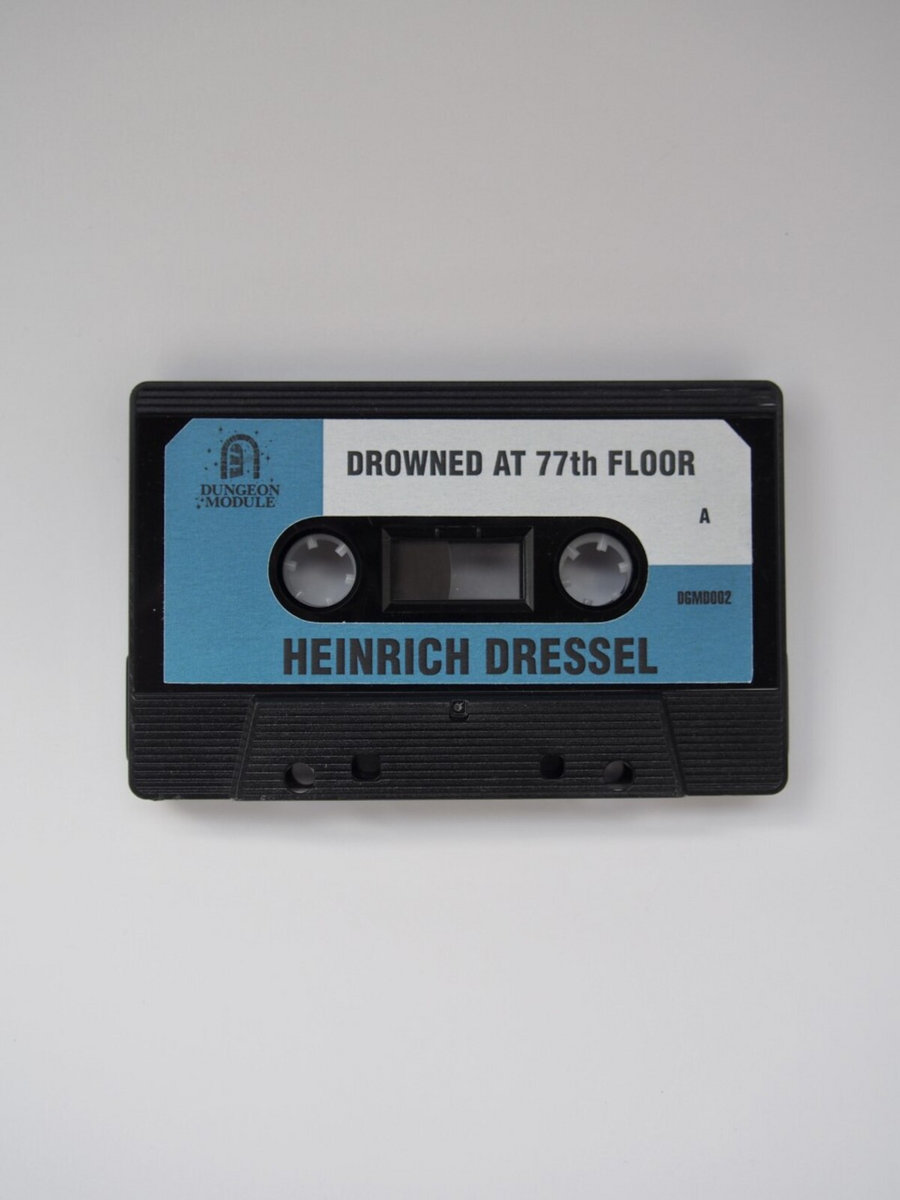 DROWNED AT 77th FLOOR
DUNGEON
MODULE
A
DGMD002
HEINRICH DRESSEL